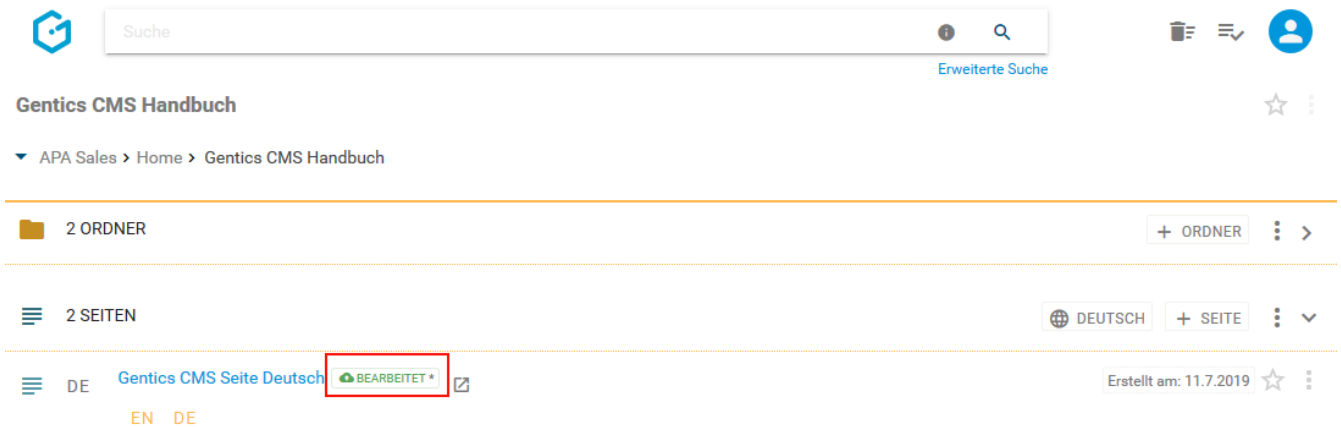 Suche
Erweiterte Suche
Gentics CMS Handbuch
APA Sales > Home > Gentics CMS Handbuch
2 ORDNER + ORDNER
2 SEITEN DEUTSCH + SEITE
DE Gentics CMS Seite Deutsch BEARBEITET * Erstellt am: 11.7.2019
EN DE